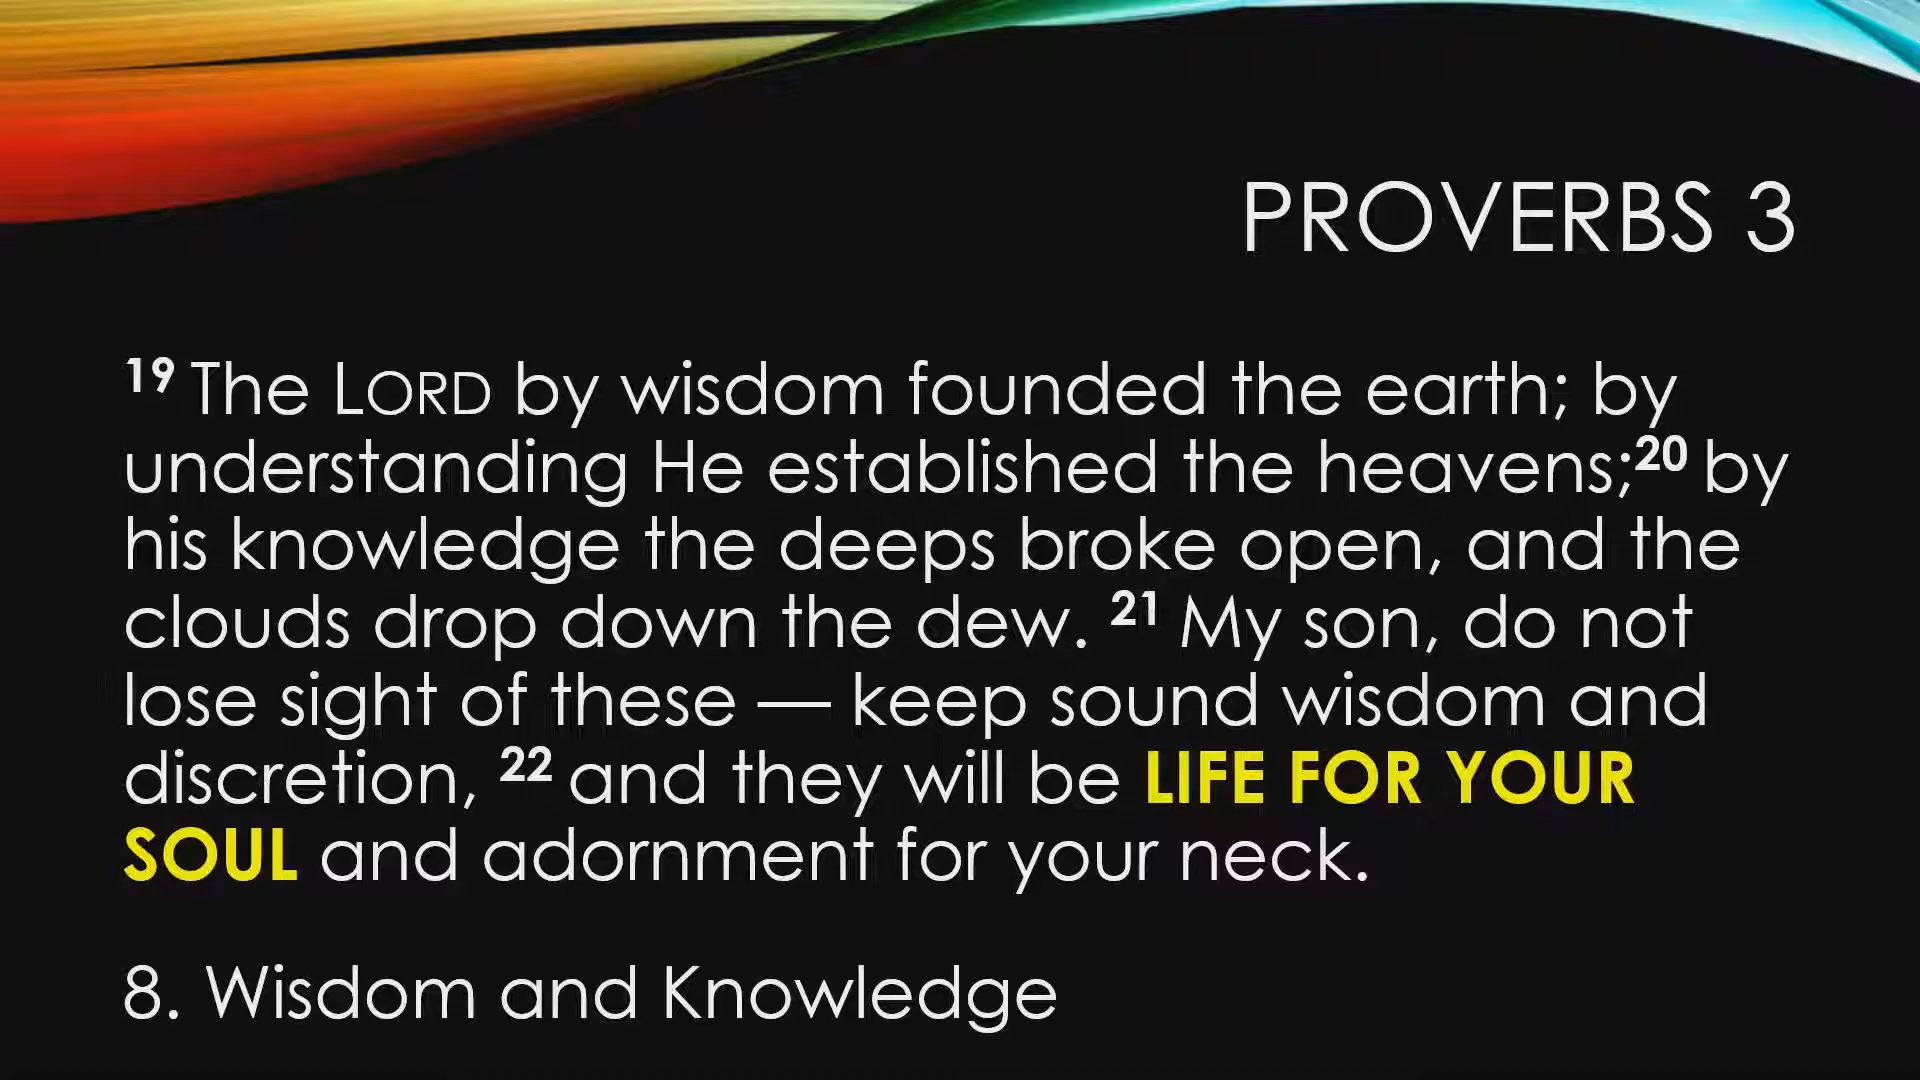 PROVERBS 3
19 The LORD by wisdom founded the earth; by
understanding He established the heavens;20 by
his knowledge the deeps broke open, and the
clouds drop down the dew. 21 My son, do not
lose sight of these — keep sound wisdom and
discretion, 22 and they will be LIFE FOR YOUR
SOUL and adornment for your neck.
8. Wisdom and Knowledge